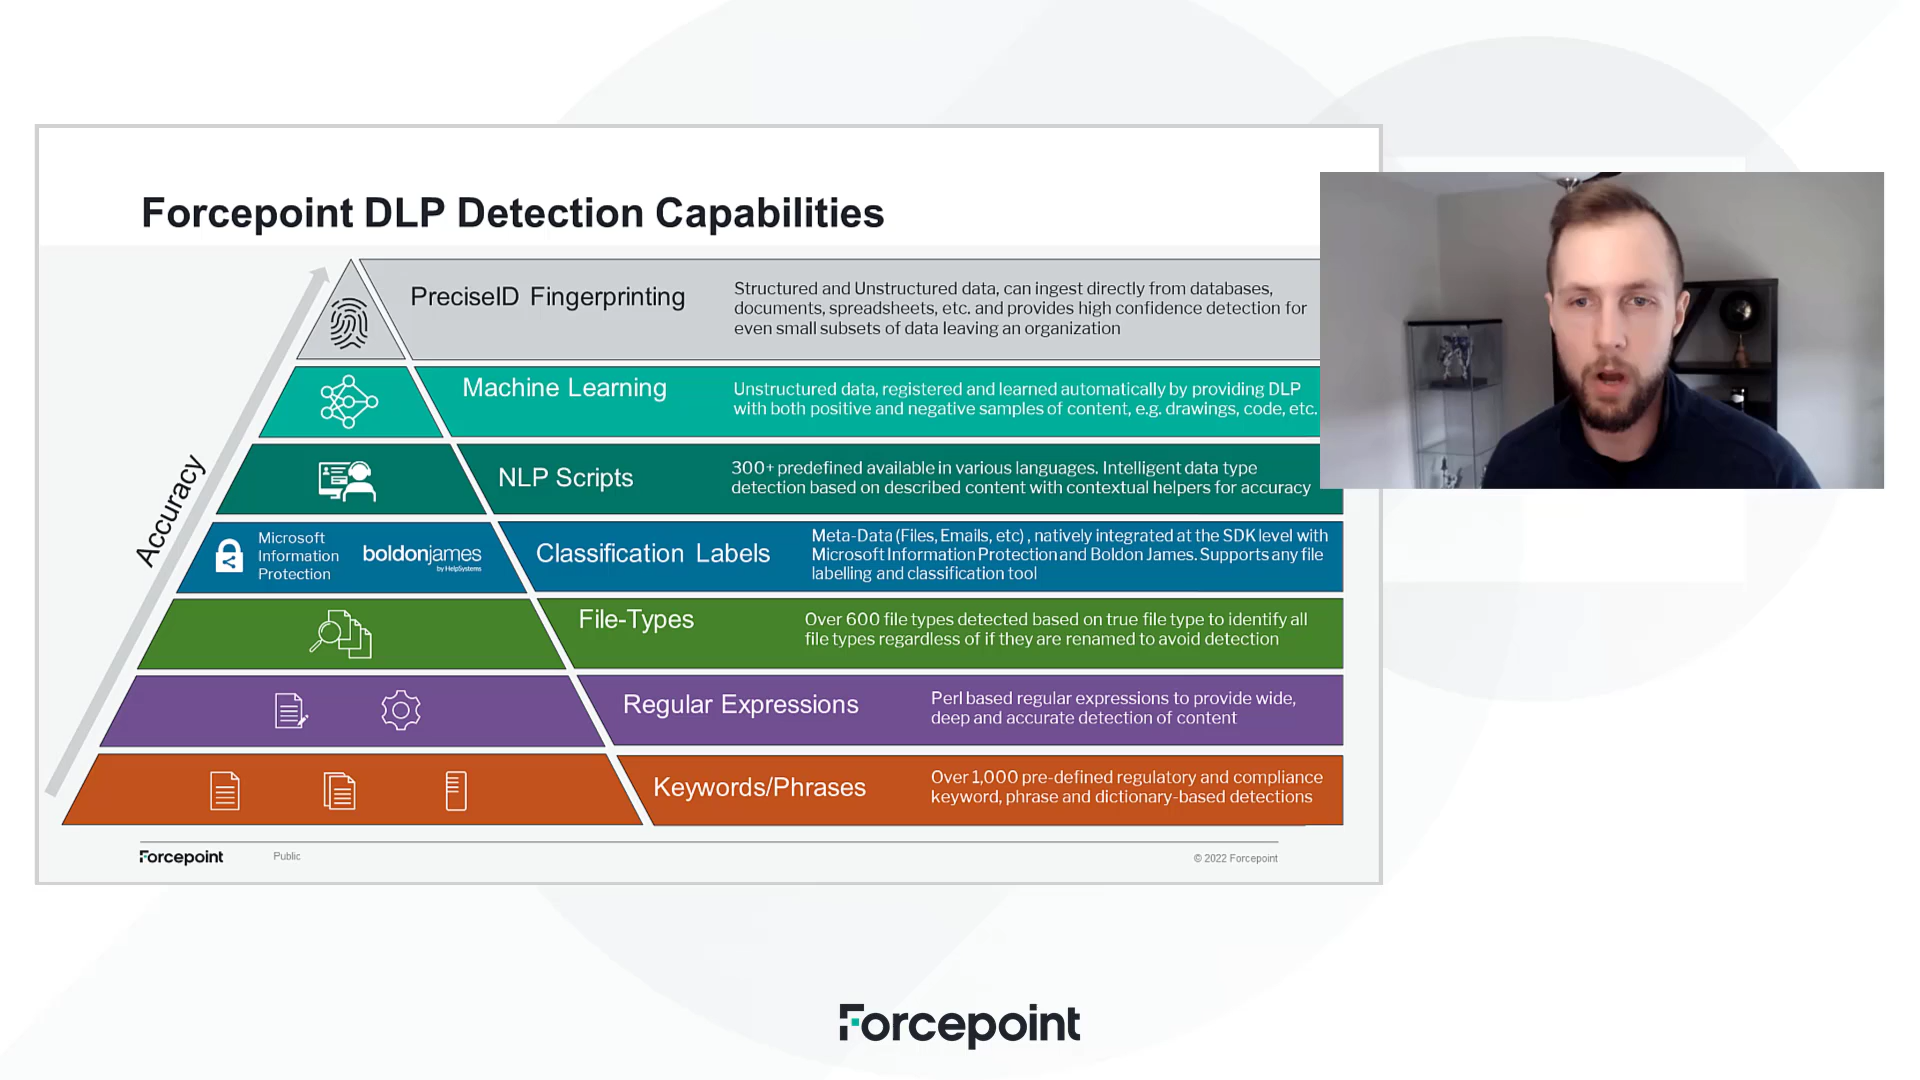 Forcepoint DLP Detection Capabilities
Accuracy
PreciseID Fingerprinting
Structured and Unstructured data, can ingest directly from databases,
documents, spreadsheets, etc. and provides high confidence detection for
even small subsets of data leaving an organization
Machine Learning
Unstructured data, registered and learned automatically by providing DLP
with both positive and negative samples of content, e.g. drawings, code, etc.
NLP Scripts
300+ predefined available in various languages. Intelligent data type
detection based on described content with contextual helpers for accuracy
Microsoft
Information
Protection
boldonjames
by HelpSystems
Classification Labels
Meta-Data (Files, Emails, etc) , natively integrated at the SDK level with
Microsoft Information Protection and Boldon James. Supports any file
labelling and classification tool
File-Types
Over 600 file types detected based on true file type to identify all
file types regardless of if they are renamed to avoid detection
Regular Expressions
Perl based regular expressions to provide wide,
deep and accurate detection of content
Keywords/Phrases
Over 1,000 pre-defined regulatory and compliance
keyword, phrase and dictionary-based detections
Forcepoint
Public
© 2022 Forcepoint
Forcepoint